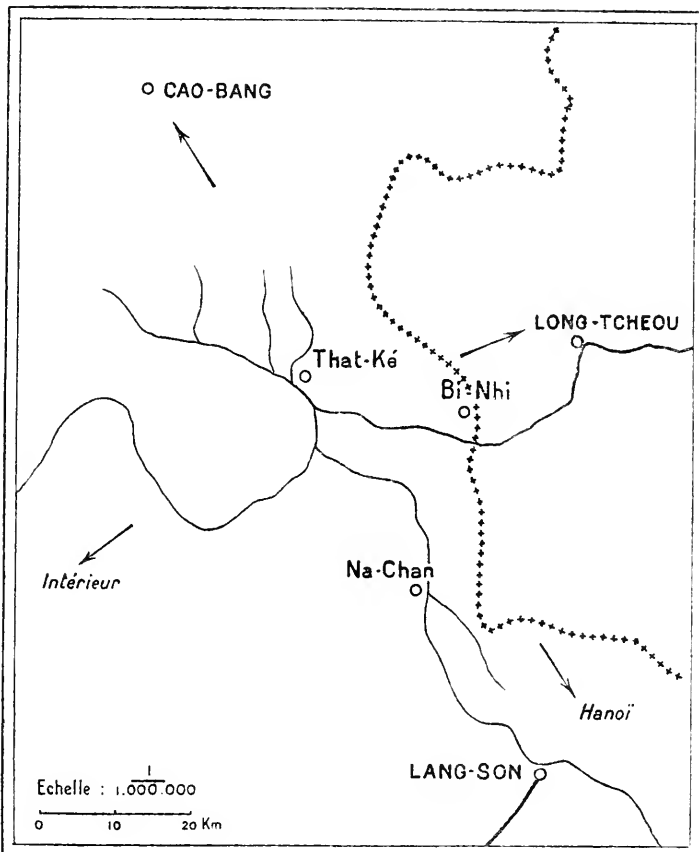 CAO-BANG
LONG-TCHEOU
That-Ké
Bi-Nhi
Intérieur
Na-Chan
Hanoï
LANG-SON
Echelle : 1/1.000.000
0 10 20 Km